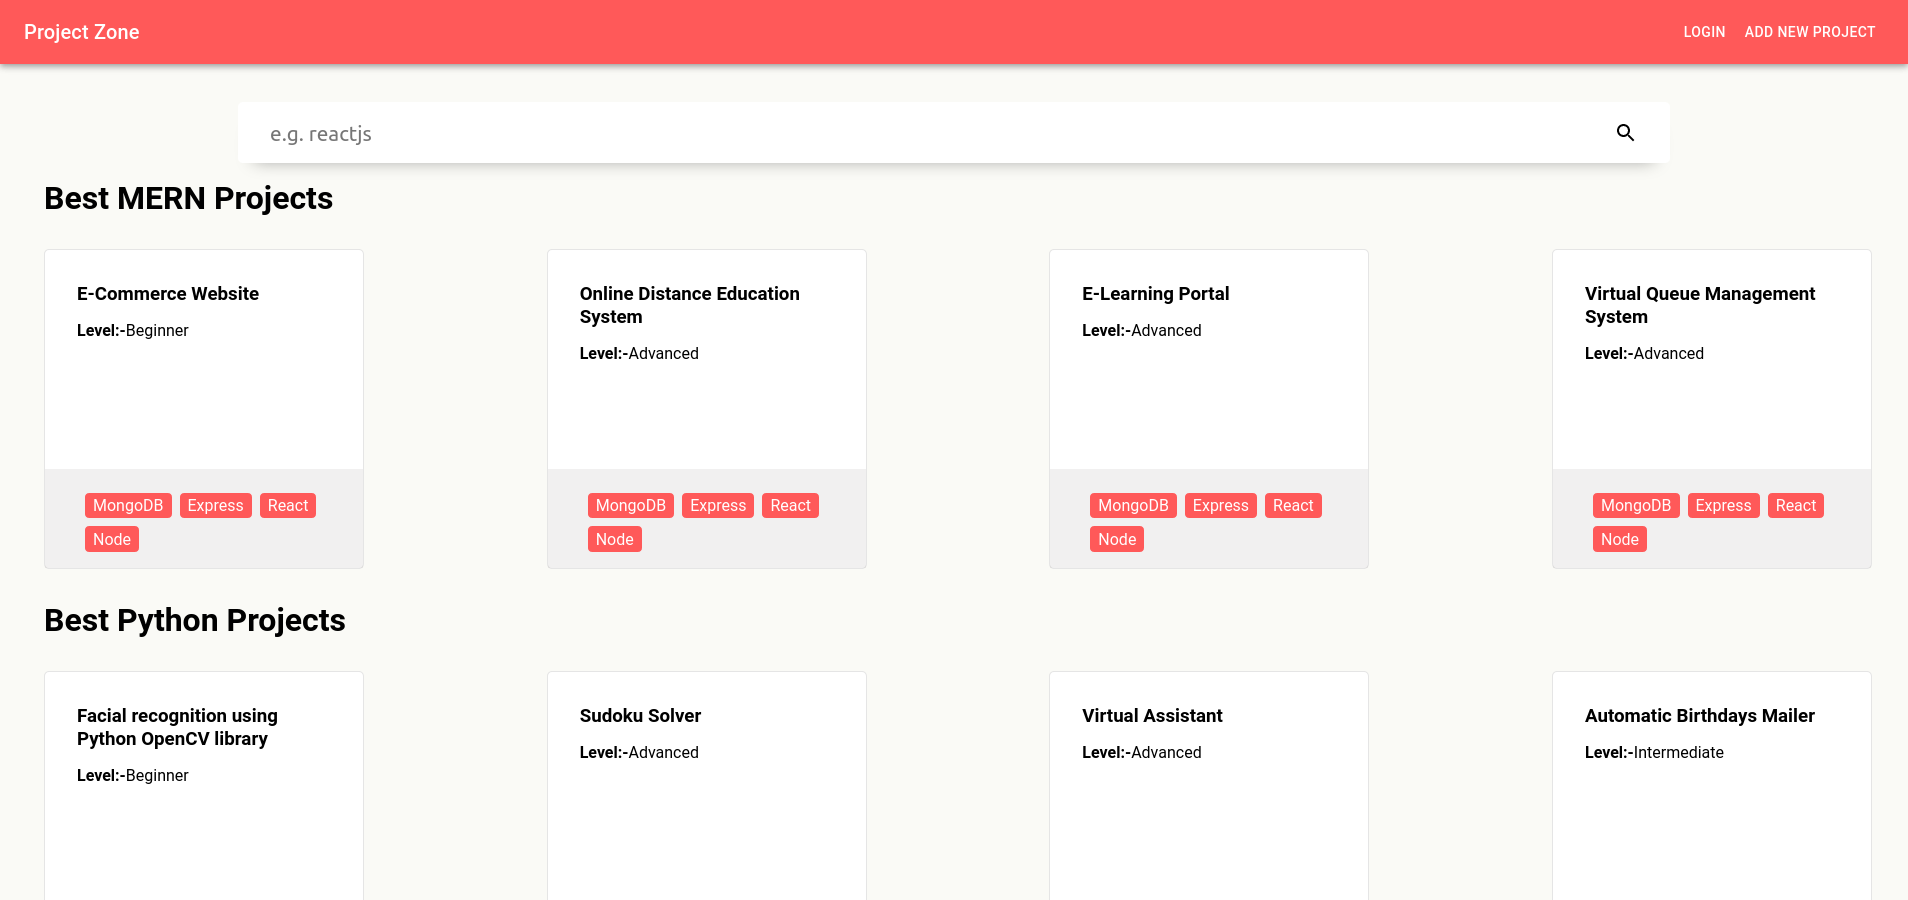 Project Zone
LOGIN ADD NEW PROJECT
e.g. reactjs
Best MERN Projects
E-Commerce Website
Level:-Beginner
MongoDB Express React
Node
Online Distance Education
System
Level:-Advanced
MongoDB Express React
Node
E-Learning Portal
Level:-Advanced
MongoDB Express React
Node
Virtual Queue Management
System
Level:-Advanced
MongoDB Express React
Node
Best Python Projects
Facial recognition using
Python OpenCV library
Level:-Beginner
Sudoku Solver
Level:-Advanced
Virtual Assistant
Level:-Advanced
Automatic Birthdays Mailer
Level:-Intermediate